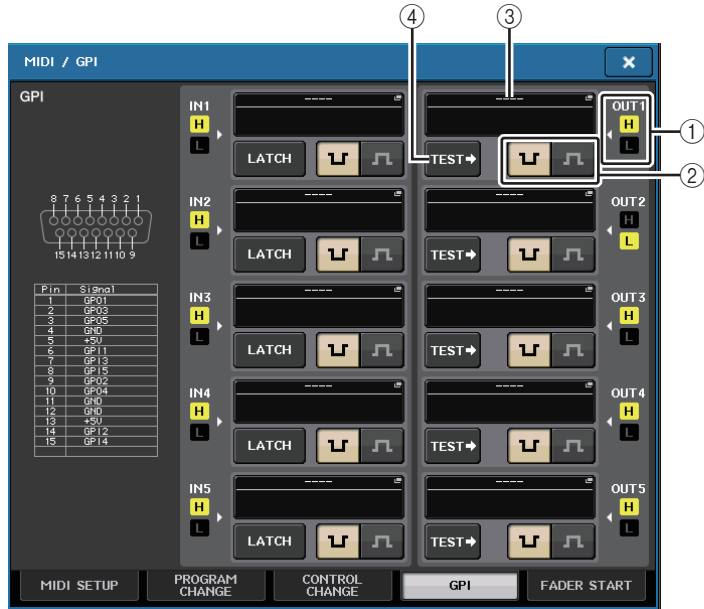 ④ ③
MIDI / GPI ×
GPI
IN1 H L ---- LATCH
---- TEST OUT1 H L
①
②
8 7 6 5 4 3 2 1
15 14 13 12 11 10 9
IN2 H L ---- LATCH
---- TEST OUT2 H L
Pin Signal
1 GPO1
2 GPO3
3 GPO5
4 GND
5 +5V
6 GPI1
7 GPI3
8 GPI5
9 GPO2
10 GPO4
11 GND
12 GND
13 +5V
14 GPI2
15 GPI4
IN3 H L ---- LATCH
---- TEST OUT3 H L
IN4 H L ---- LATCH
---- TEST OUT4 H L
IN5 H L ---- LATCH
---- TEST OUT5 H L
MIDI SETUP
PROGRAM
CHANGE
CONTROL
CHANGE
GPI
FADER START